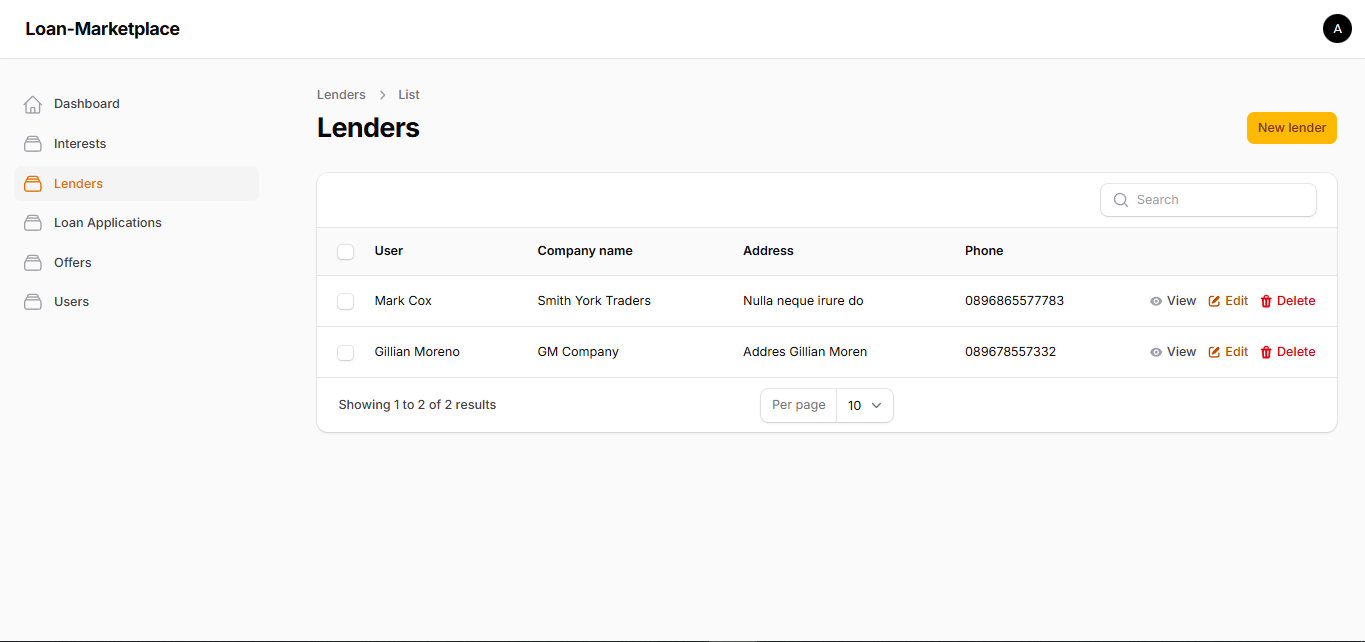 Loan-Marketplace
A
Dashboard
Interests
Lenders
Loan Applications
Offers
Users
Lenders > List
Lenders
New lender
Search
User Company name Address Phone
Mark Cox Smith York Traders Nulla neque irure do 0896865577783 View Edit Delete
Gillian Moreno GM Company Addres Gillian Moren 089678557332 View Edit Delete
Showing 1 to 2 of 2 results Per page 10